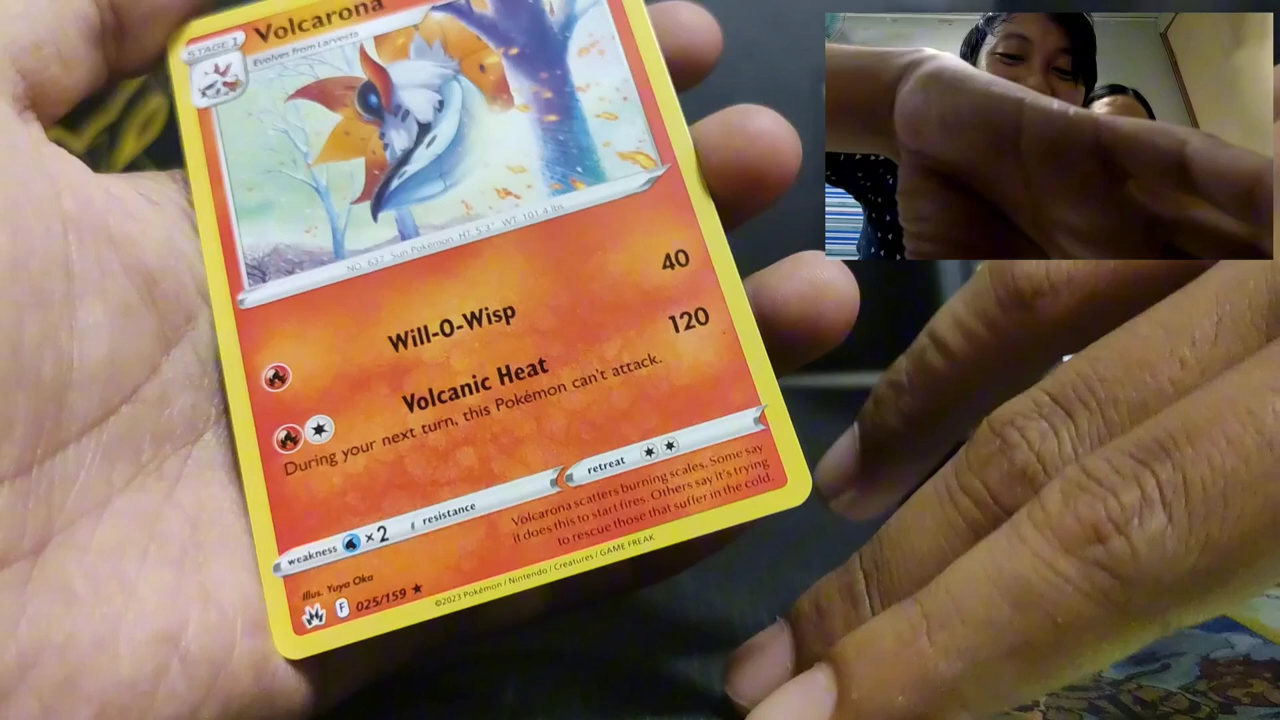 Volcarona
STAGE 1
Evolves from Larvesta
NO. 637 Sun Pokémon HT: 5'3" WT: 101.4 lbs.
Will-O-Wisp 40
Volcanic Heat 120
During your next turn, this Pokémon can't attack.
weakness ×2 resistance retreat
Volcarona scatters burning scales. Some say
it does this to start fires. Others say it's trying
to rescue those that suffer in the cold.
Illus. Yuya Oka
F 025/159 ★
©2023 Pokémon / Nintendo / Creatures / GAME FREAK